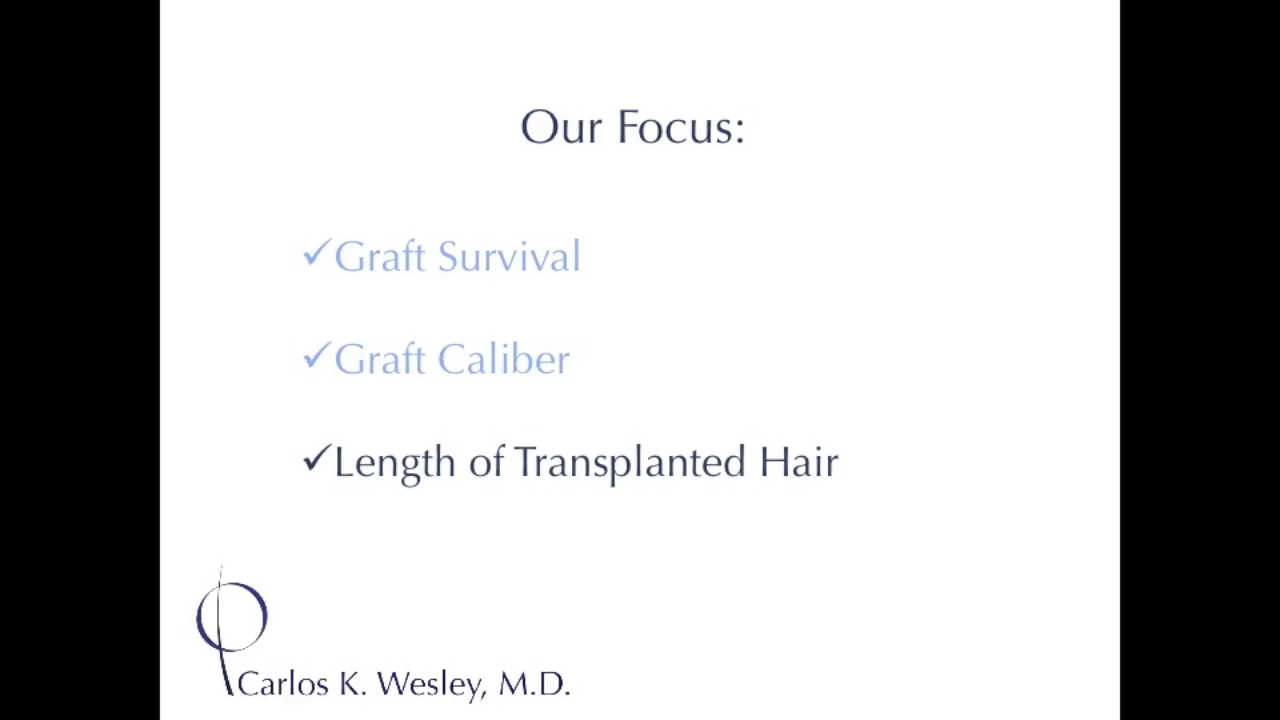 Our Focus:
✓Graft Survival
✓Graft Caliber
✓Length of Transplanted Hair
Carlos K. Wesley, M.D.